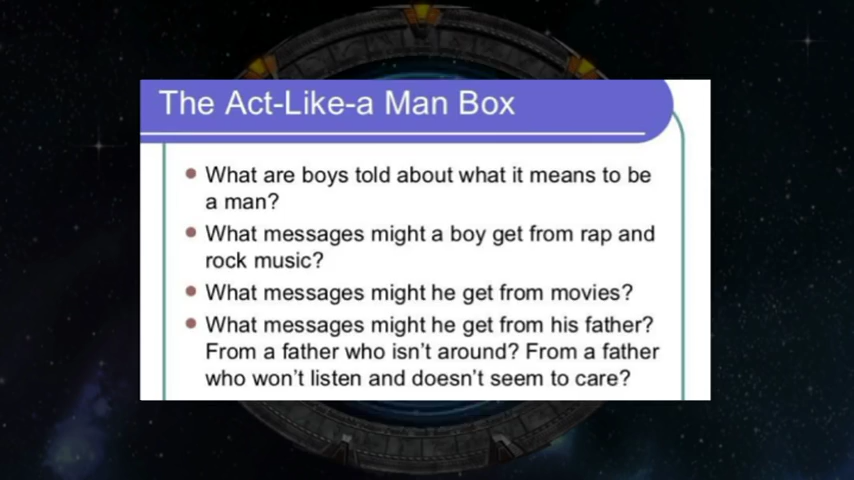 The Act-Like-a Man Box
What are boys told about what it means to be
a man?
What messages might a boy get from rap and
rock music?
What messages might he get from movies?
What messages might he get from his father?
From a father who isn't around? From a father
who won't listen and doesn't seem to care?